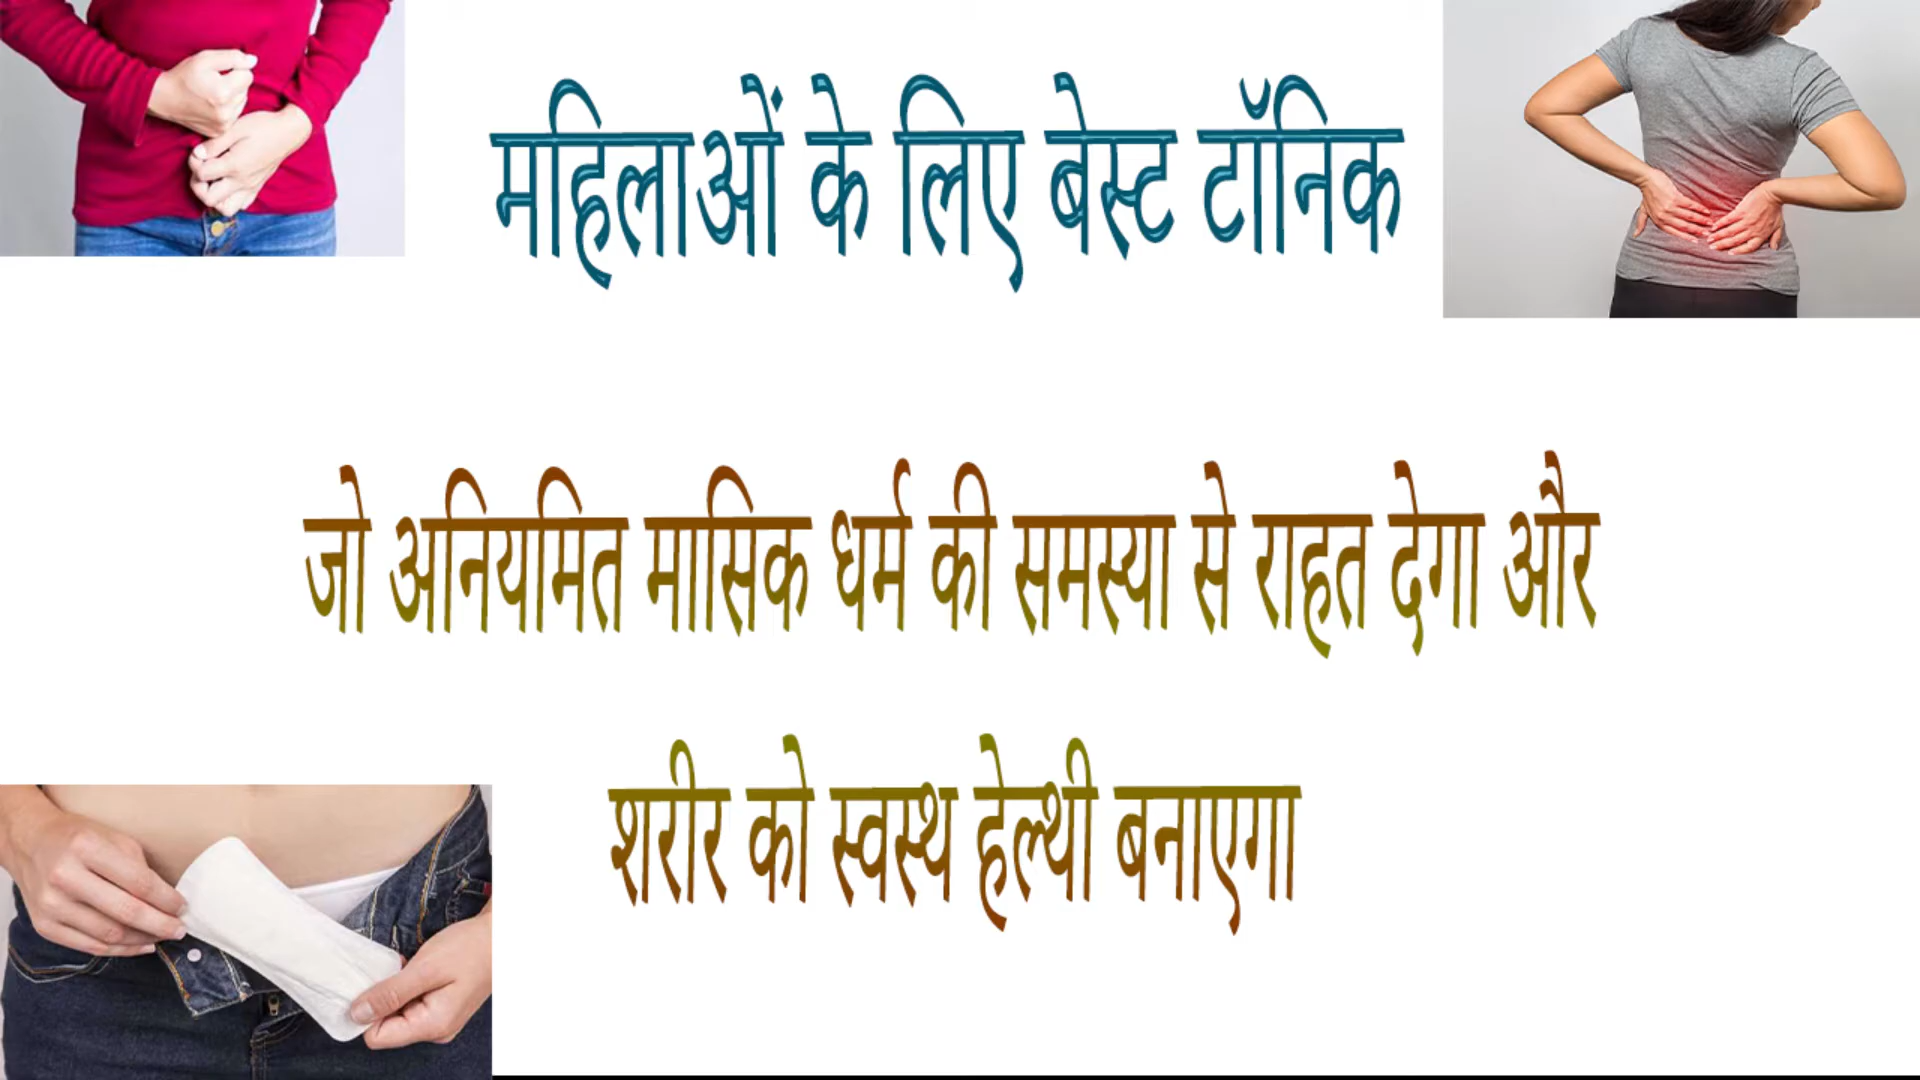 महिलाओं के लिए बेस्ट टॉनिक
जो अनियमित मासिक धर्म की समस्या से राहत देगा और
शरीर को स्वस्थ हेल्थी बनाएगा